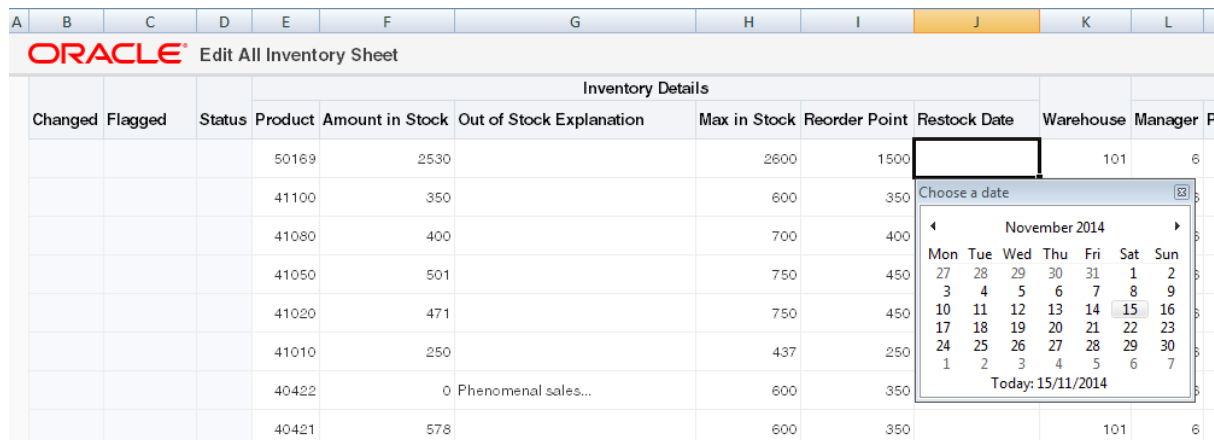 A B C D E F G H I J K L
ORACLE Edit All Inventory Sheet
Inventory Details
Changed Flagged Status Product Amount in Stock Out of Stock Explanation Max in Stock Reorder Point Restock Date Warehouse Manager
50169 2530 2600 1500 101 6
41100 350 600 350
Choose a date
41080 400 700 400
November 2014
Mon Tue Wed Thu Fri Sat Sun
41050 501 750 450
27 28 29 30 31 1 2
3 4 5 6 7 8 9
41020 471 750 450
10 11 12 13 14 15 16
17 18 19 20 21 22 23
41010 250 437 250
24 25 26 27 28 29 30
1 2 3 4 5 6 7
40422 0 Phenomenal sales... 600 350
Today: 15/11/2014
40421 578 600 350 101 6